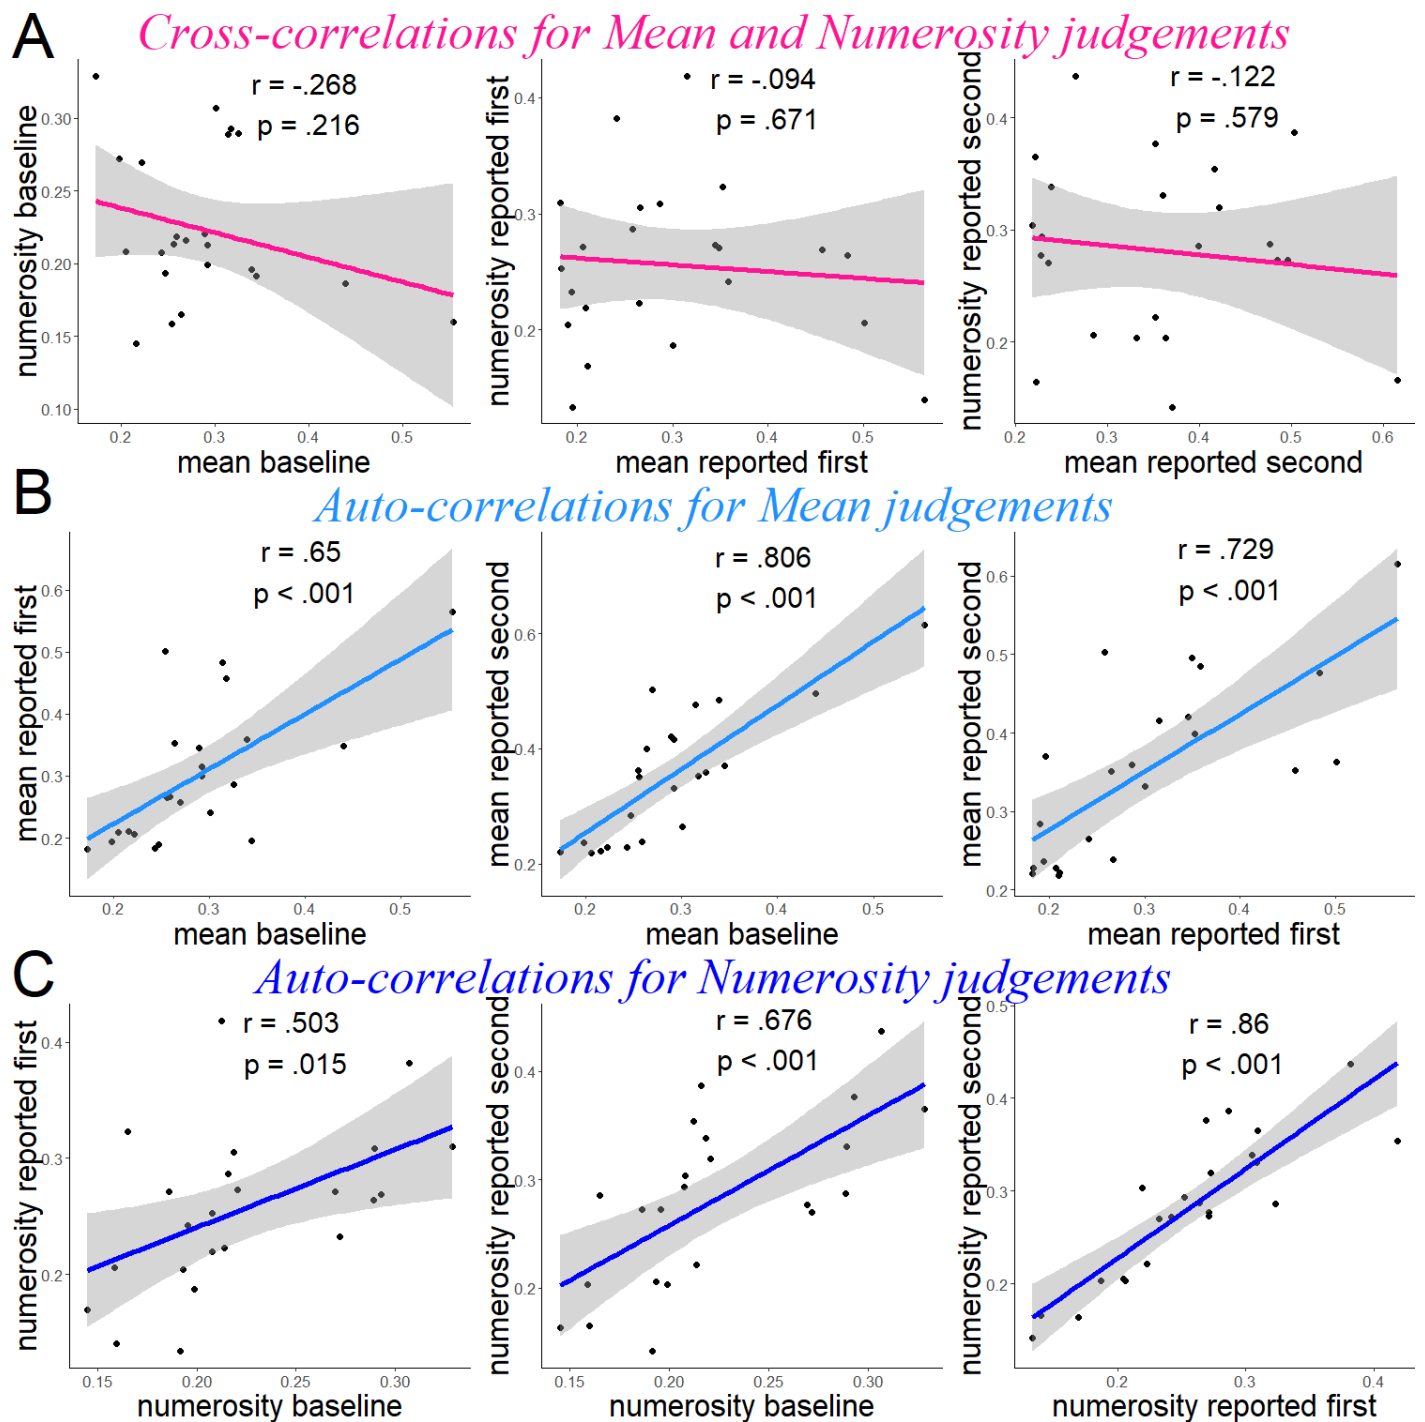 A
Cross-correlations for Mean and Numerosity judgements
numerosity baseline
0.30
0.25
0.20
0.15
0.10
r = -.268
p = .216
0.2 0.3 0.4 0.5
mean baseline
numerosity reported first
0.4
0.3
0.2
r = -.094
p = .671
0.2 0.3 0.4 0.5
mean reported first
numerosity reported second
0.4
0.3
0.2
r = -.122
p = .579
0.2 0.3 0.4 0.5 0.6
mean reported second
B
Auto-correlations for Mean judgements
mean reported first
0.6
0.5
0.4
0.3
0.2
r = .65
p < .001
0.2 0.3 0.4 0.5
mean baseline
mean reported second
0.6
0.4
0.2
r = .806
p < .001
0.2 0.3 0.4 0.5
mean baseline
mean reported second
0.6
0.5
0.4
0.3
0.2
r = .729
p < .001
0.2 0.3 0.4 0.5
mean reported first
C
Auto-correlations for Numerosity judgements
numerosity reported first
0.4
0.3
0.2
r = .503
p = .015
0.15 0.20 0.25 0.30
numerosity baseline
numerosity reported second
0.4
0.3
0.2
r = .676
p < .001
0.15 0.20 0.25 0.30
numerosity baseline
numerosity reported second
0.5
0.4
0.3
0.2
r = .86
p < .001
0.2 0.3 0.4
numerosity reported first